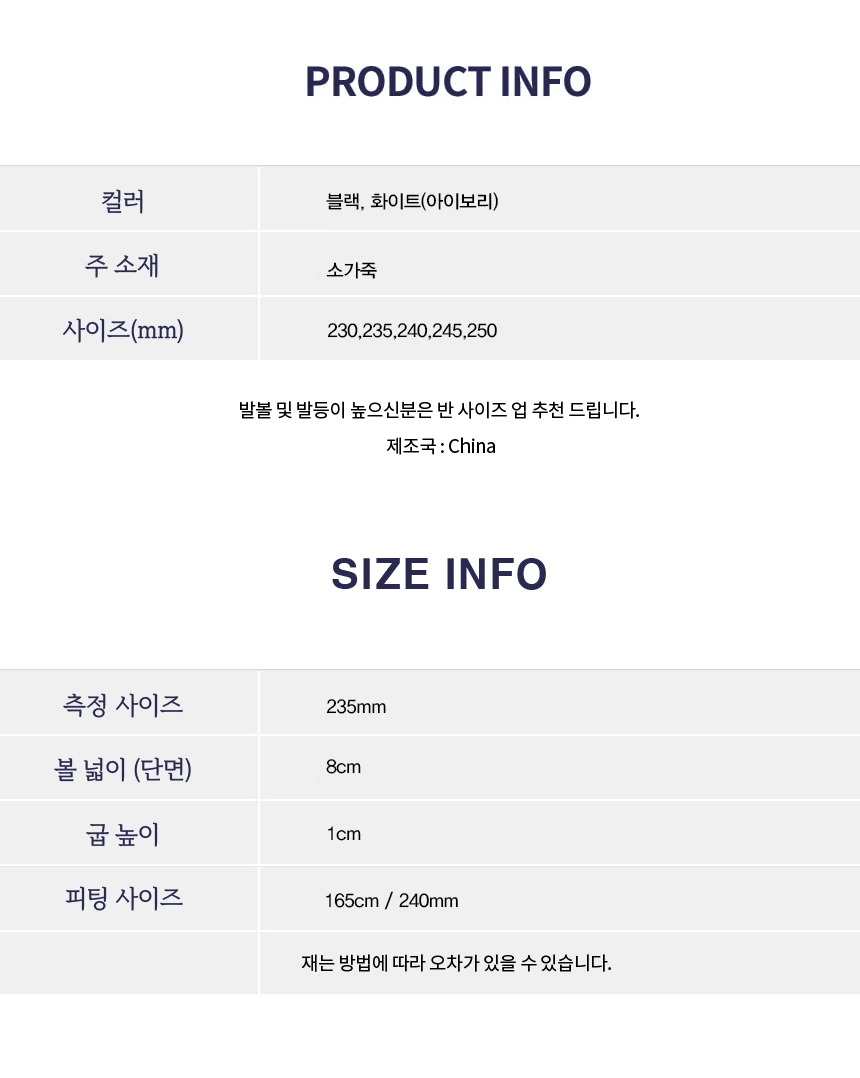 PRODUCT INFO
컬러 블랙, 화이트(아이보리)
주 소재 소가죽
사이즈(mm) 230,235,240,245,250
발볼 및 발등이 높으신분은 반 사이즈 업 추천 드립니다.
제조국 : China
SIZE INFO
측정 사이즈 235mm
볼 넓이 (단면) 8cm
굽 높이 1cm
피팅 사이즈 165cm / 240mm
재는 방법에 따라 오차가 있을 수 있습니다.